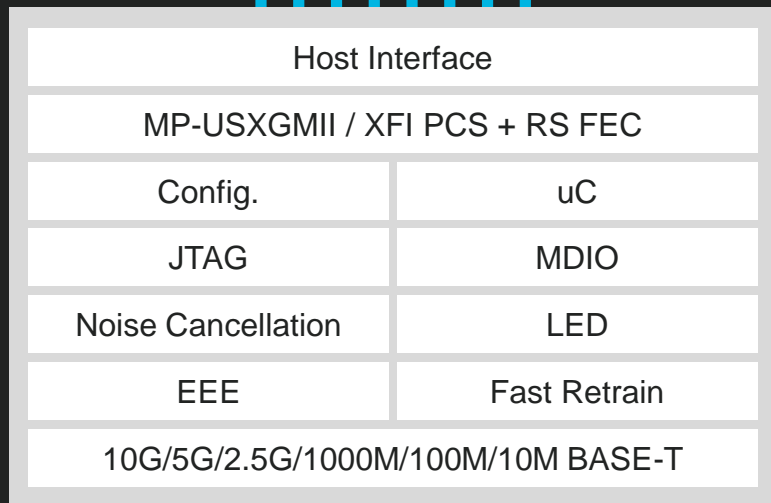 Host Interface
MP-USXGMII / XFI PCS + RS FEC
Config.
uC
JTAG
MDIO
Noise Cancellation
LED
EEE
Fast Retrain
10G/5G/2.5G/1000M/100M/10M BASE-T